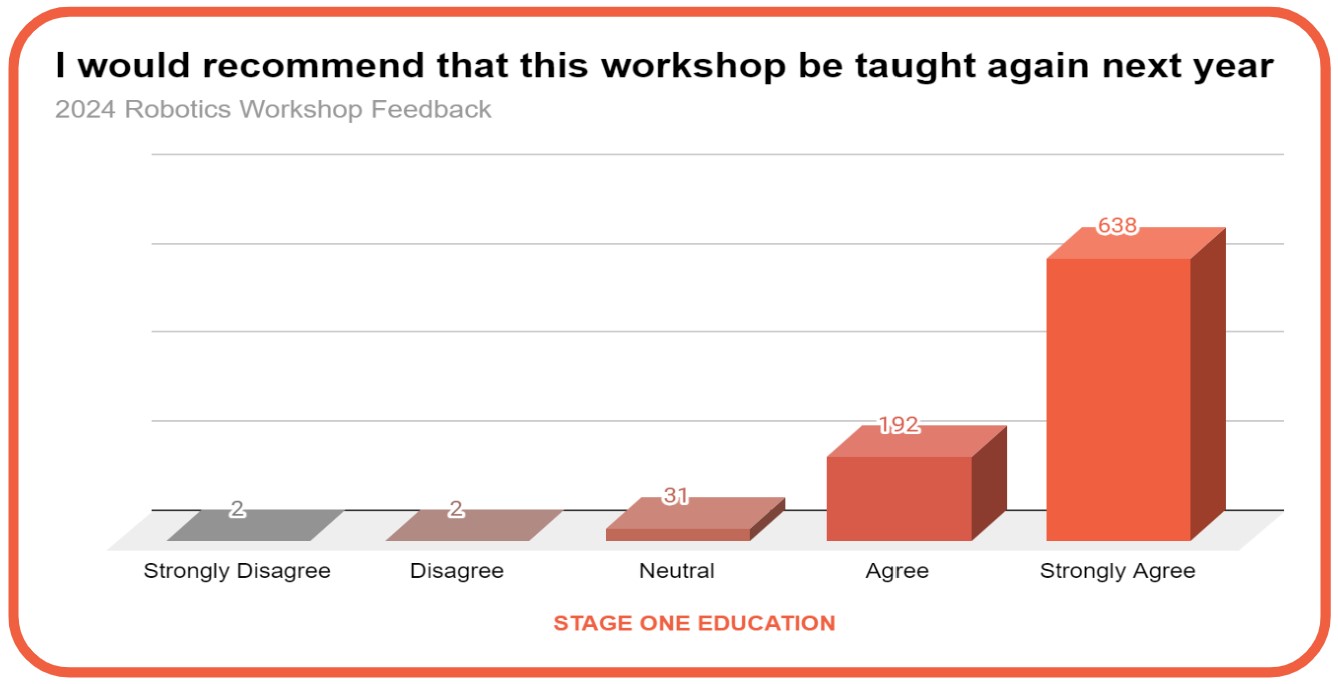 I would recommend that this workshop be taught again next year
2024 Robotics Workshop Feedback
638
192
31
2
2
Strongly Disagree
Disagree
Neutral
Agree
Strongly Agree
STAGE ONE EDUCATION